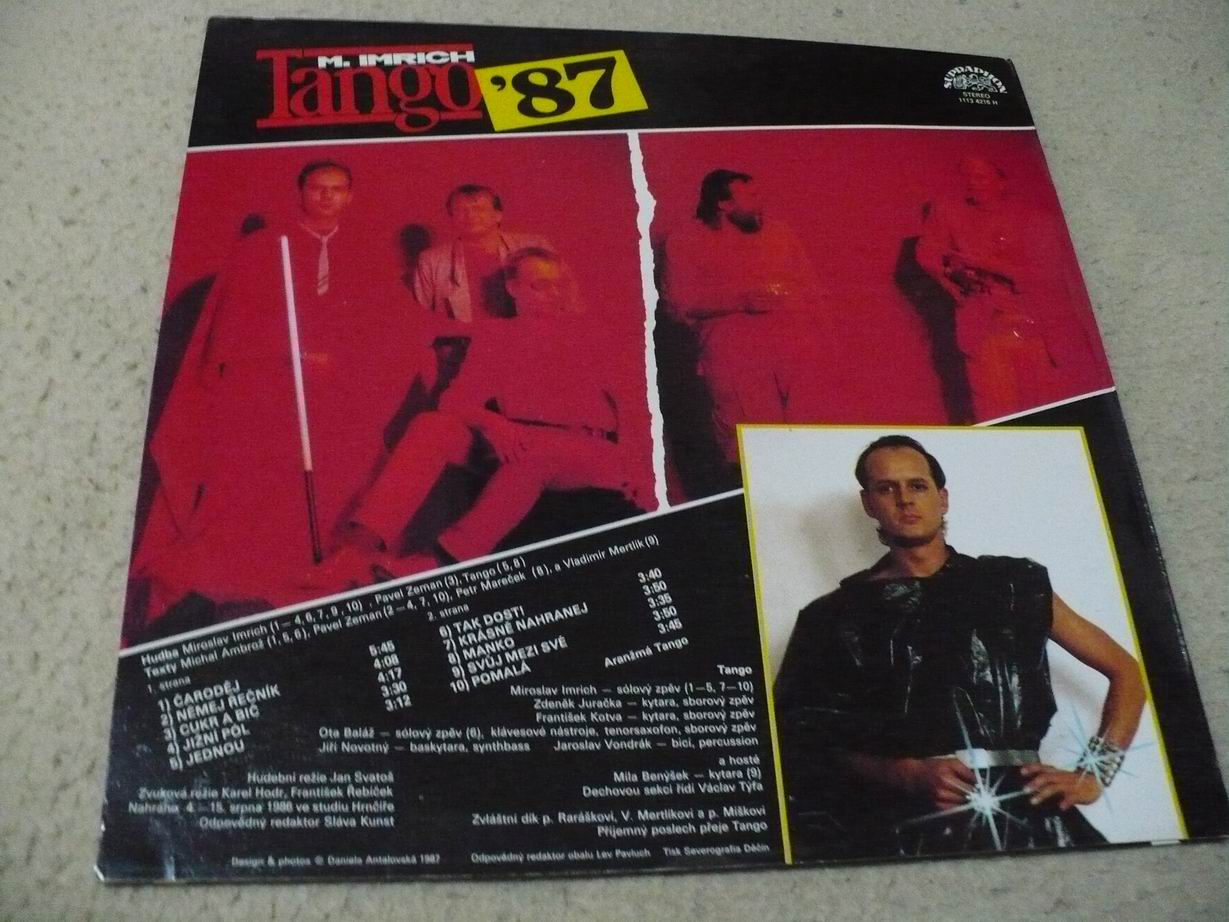 M. IMRICH
Tango '87
SUPRAPHON
STEREO
1113 4216 H
Hudba Miroslav Imrich (1 — 4, 6, 7, 9, 10) , Pavel Zeman (3), Tango (5, 8)
Texty Michal Ambrož (1, 5, 6), Pavel Zeman (2 — 4, 7, 10), Petr Mareček (8), a Vladimír Mertlík (9)
1. strana
1) ČARODĚJ 5:45
2) NĚMEJ ŘEČNÍK 4:08
3) CUKR A BIČ 4:17
4) JIŽNÍ PÓL 3:30
5) JEDNOU 3:12
2. strana
6) TAK DOST! 3:40
7) KRÁSNĚ NAHRANEJ 3:50
8) MANKO 3:35
9) SVŮJ MEZI SVÉ 3:50
10) POMALÁ 3:45
Aranžmá Tango
Tango
Miroslav Imrich — sólový zpěv (1—5, 7—10)
Zdeněk Juračka — kytara, sborový zpěv
František Kotva — kytara, sborový zpěv
Ota Baláž — sólový zpěv (6), klávesové nástroje, tenorsaxofon, sborový zpěv
Jiří Novotný — baskytara, synthbass Jaroslav Vondrák — bicí, percussion
a hosté
Míla Benýšek — kytara (9)
Dechovou sekci řídí Václav Týfa
Hudební režie Jan Svatoš
Zvuková režie Karel Hodr, František Řebíček
Nahráno 4. — 15. srpna 1986 ve studiu Hrnčíře
Odpovědný redaktor Sláva Kunst
Zvláštní dík p. Raráškovi, V. Mertlíkovi a p. Miškovi
Příjemný poslech přeje Tango
Design & photos © Daniela Antalovská 1987
Odpovědný redaktor obalu Lev Pavluch Tisk Severografia Děčín